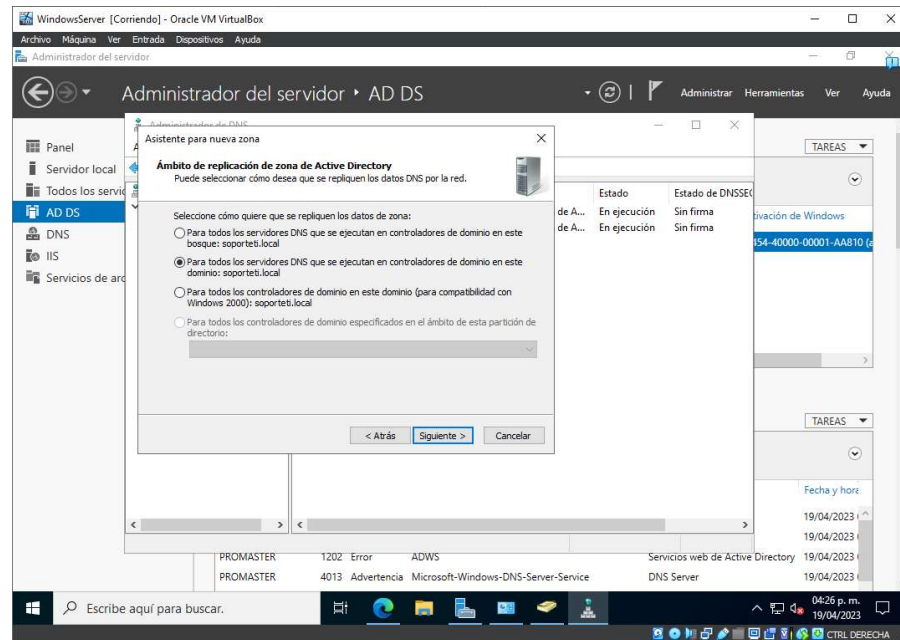 WindowsServer [Corriendo] - Oracle VM VirtualBox
Archivo Máquina Ver Entrada Dispositivos Ayuda
Administrador del servidor
Administrador del servidor AD DS
Administrar Herramientas Ver Ayuda
Panel
Servidor local
Todos los servi
AD DS
DNS
IIS
Servicios de arc
Administrador de DNS
Asistente para nueva zona
Ámbito de replicación de zona de Active Directory
Puede seleccionar cómo desea que se repliquen los datos DNS por la red.
Seleccione cómo quiere que se repliquen los datos de zona:
Para todos los servidores DNS que se ejecutan en controladores de dominio en este
bosque: soporteti.local
Para todos los servidores DNS que se ejecutan en controladores de dominio en este
dominio: soporteti.local
Para todos los controladores de dominio en este dominio (para compatibilidad con
Windows 2000): soporteti.local
Para todos los controladores de dominio especificados en el ámbito de esta partición de
directorio:
< Atrás Siguiente > Cancelar
Estado Estado de DNSSEC
de A... En ejecución Sin firma
de A... En ejecución Sin firma
TAREAS
tivación de Windows
454-40000-00001-AA810 (a
TAREAS
Fecha y hora
19/04/2023
19/04/2023
PROMASTER 1202 Error ADWS Servicios web de Active Directory 19/04/2023
PROMASTER 4013 Advertencia Microsoft-Windows-DNS-Server-Service DNS Server 19/04/2023
Escribe aquí para buscar.
04:26 p. m.
19/04/2023
CTRL DERECHA